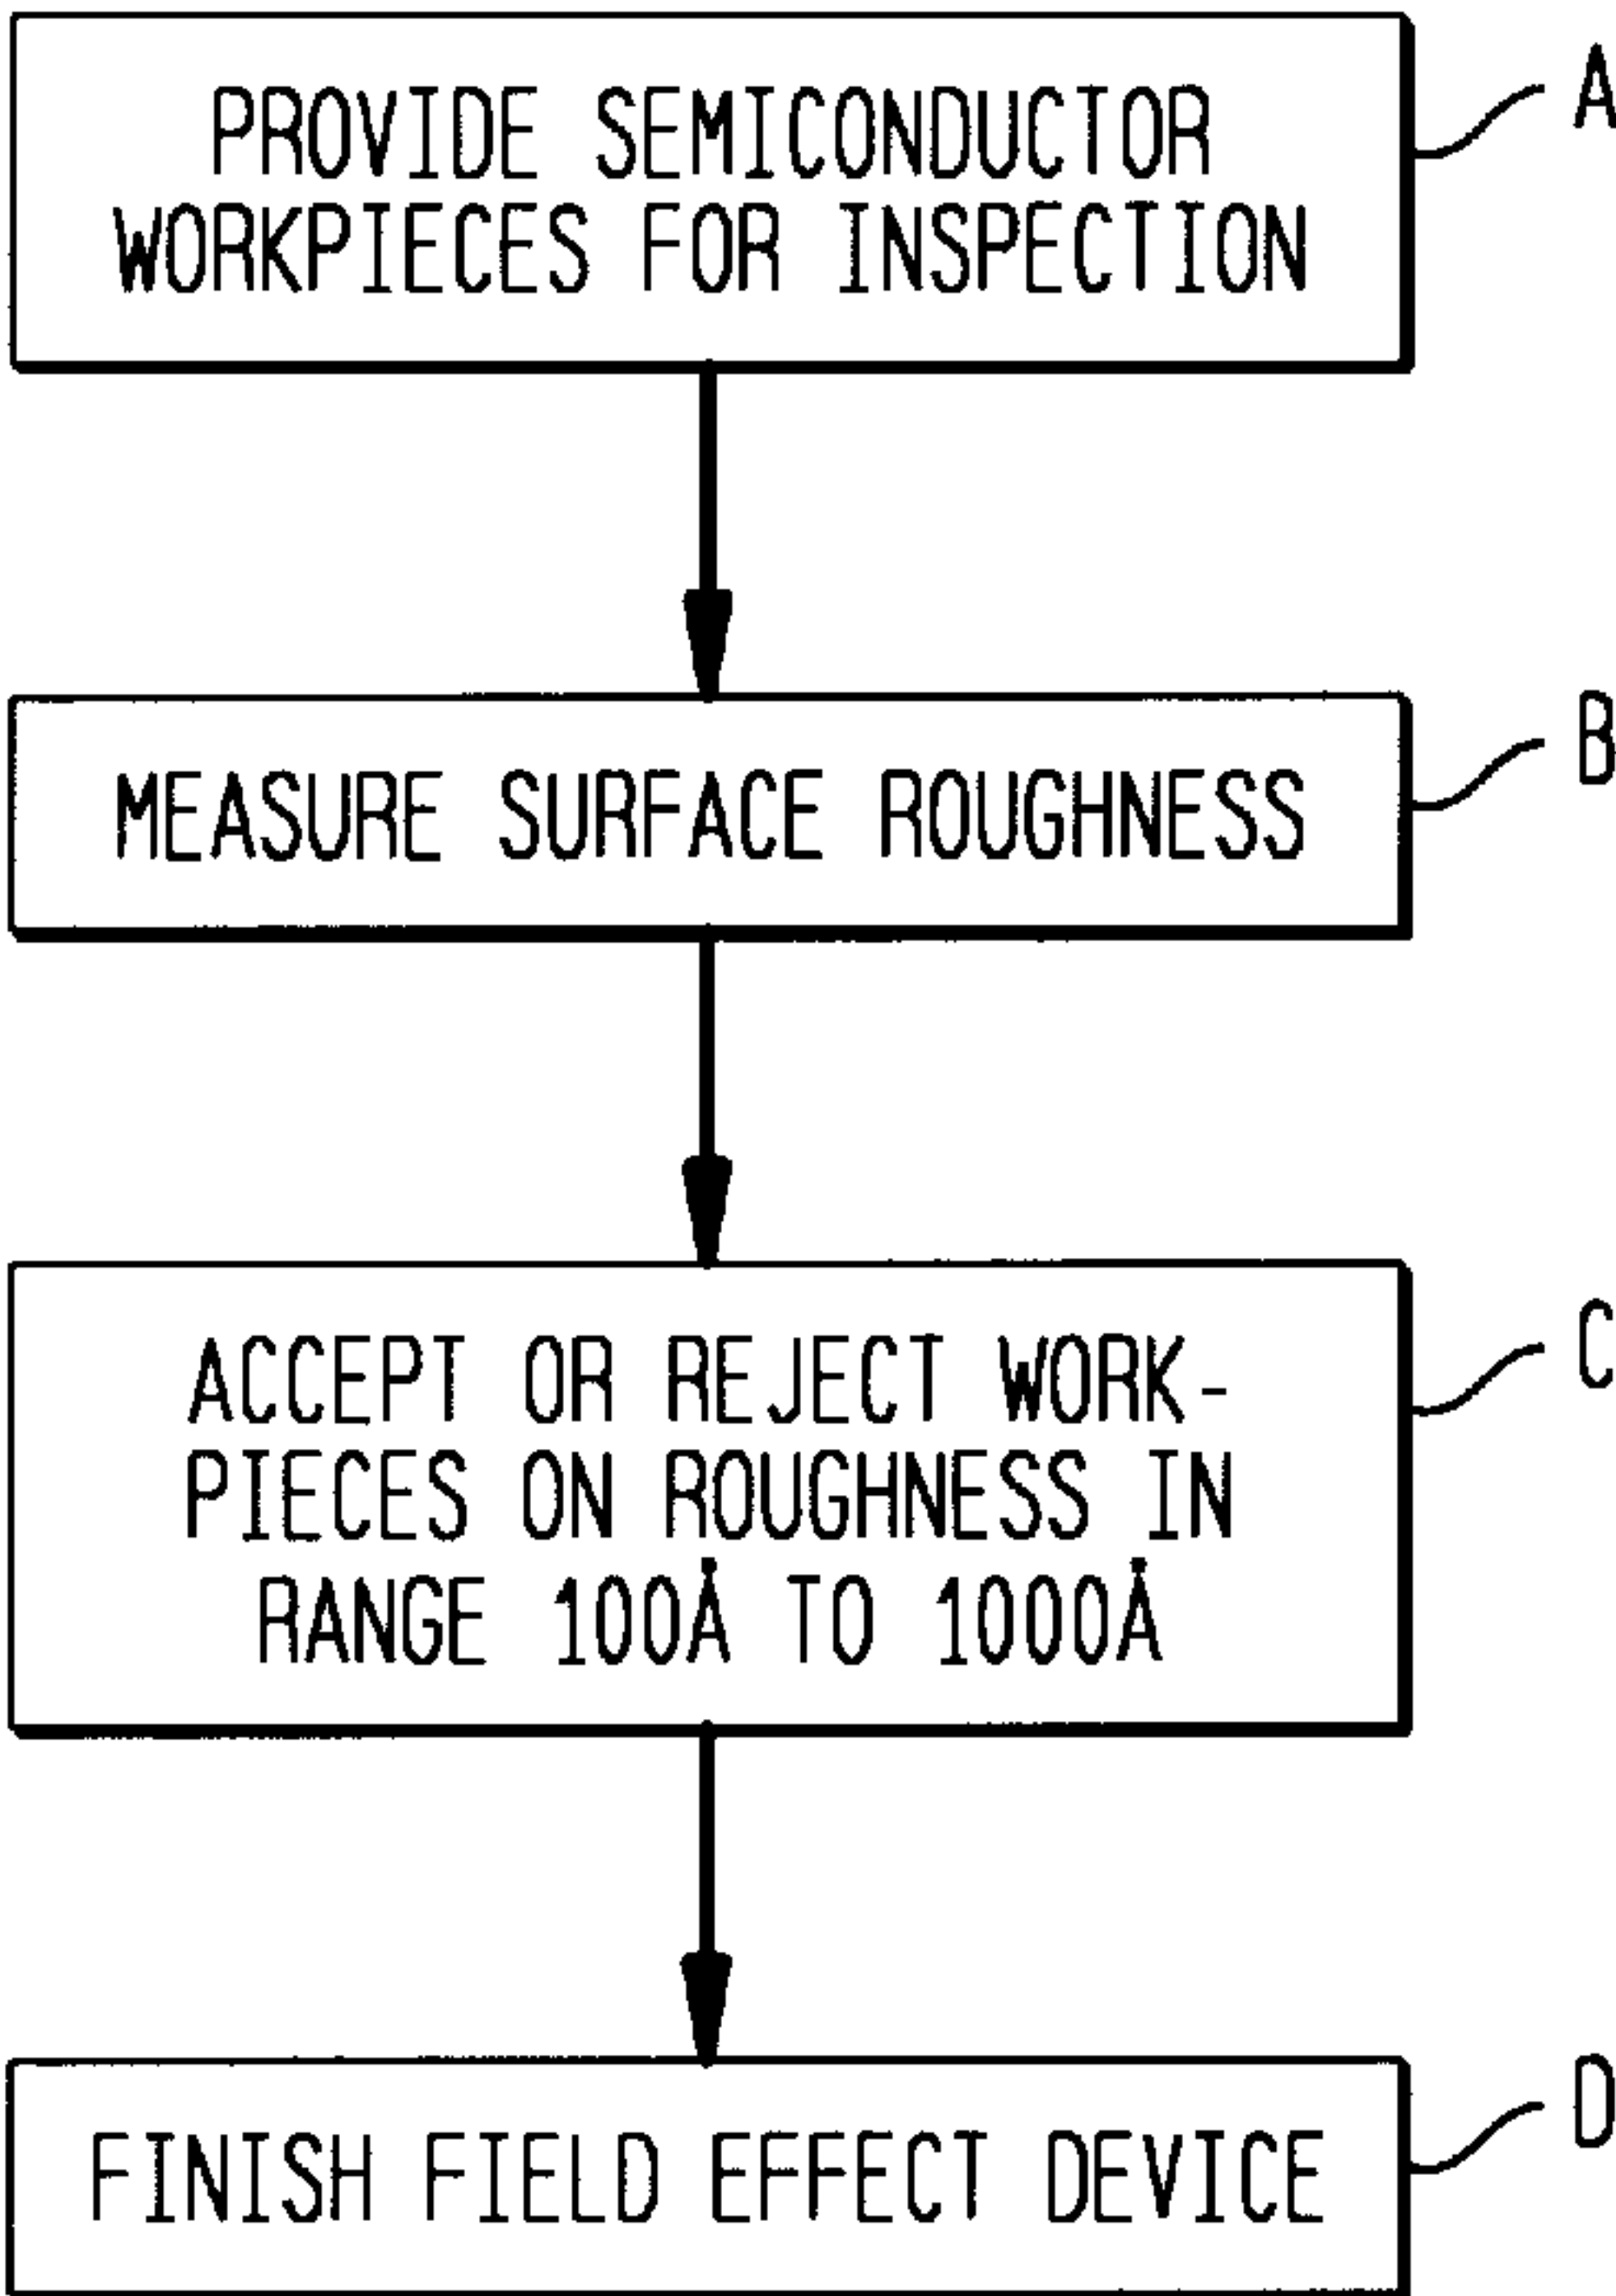 PROVIDE SEMICONDUCTOR
WORKPIECES FOR INSPECTION
A
MEASURE SURFACE ROUGHNESS
B
ACCEPT OR REJECT WORK-
PIECES ON ROUGHNESS IN
RANGE 100Å TO 1000Å
C
FINISH FIELD EFFECT DEVICE
D